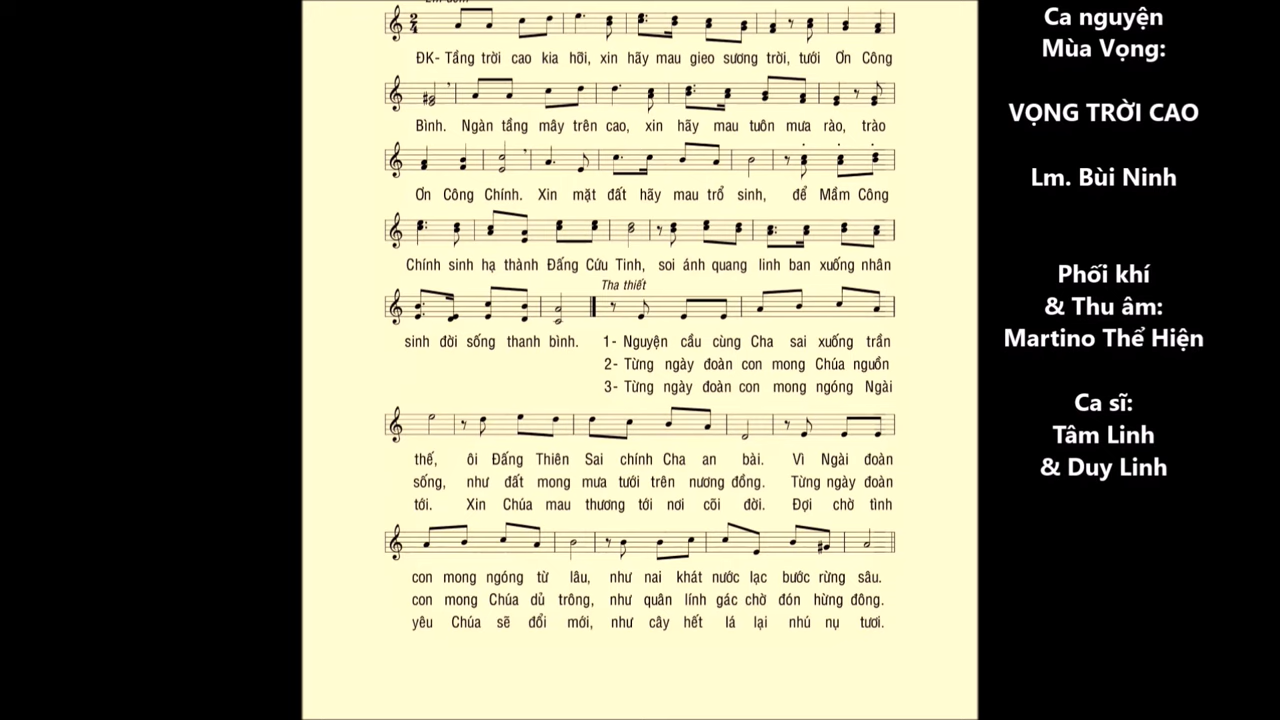 ĐK- Tầng trời cao kia hỡi, xin hãy mau gieo sương trời, tưới Ơn Công
Bình. Ngàn tầng mây trên cao, xin hãy mau tuôn mưa rào, trào
Ơn Công Chính. Xin mặt đất hãy mau trổ sinh, để Mầm Công
Chính sinh hạ thành Đấng Cứu Tinh, soi ánh quang linh ban xuống nhân
Tha thiết
sinh đời sống thanh bình. 1- Nguyện cầu cùng Cha sai xuống trần
2- Từng ngày đoàn con mong Chúa nguồn
3- Từng ngày đoàn con mong ngóng Ngài
thế, ôi Đấng Thiên Sai chính Cha an bài. Vì Ngài đoàn
sống, như đất mong mưa tưới trên nương đồng. Từng ngày đoàn
tới. Xin Chúa mau thương tới nơi cõi đời. Đợi chờ tình
con mong ngóng từ lâu, như nai khát nước lạc bước rừng sâu.
con mong Chúa dủ trông, như quân lính gác chờ đón hừng đông.
yêu Chúa sẽ đổi mới, như cây hết lá lại nhú nụ tươi.
Ca nguyện
Mùa Vọng:
VỌNG TRỜI CAO
Lm. Bùi Ninh
Phối khí
& Thu âm:
Martino Thể Hiện
Ca sĩ:
Tâm Linh
& Duy Linh